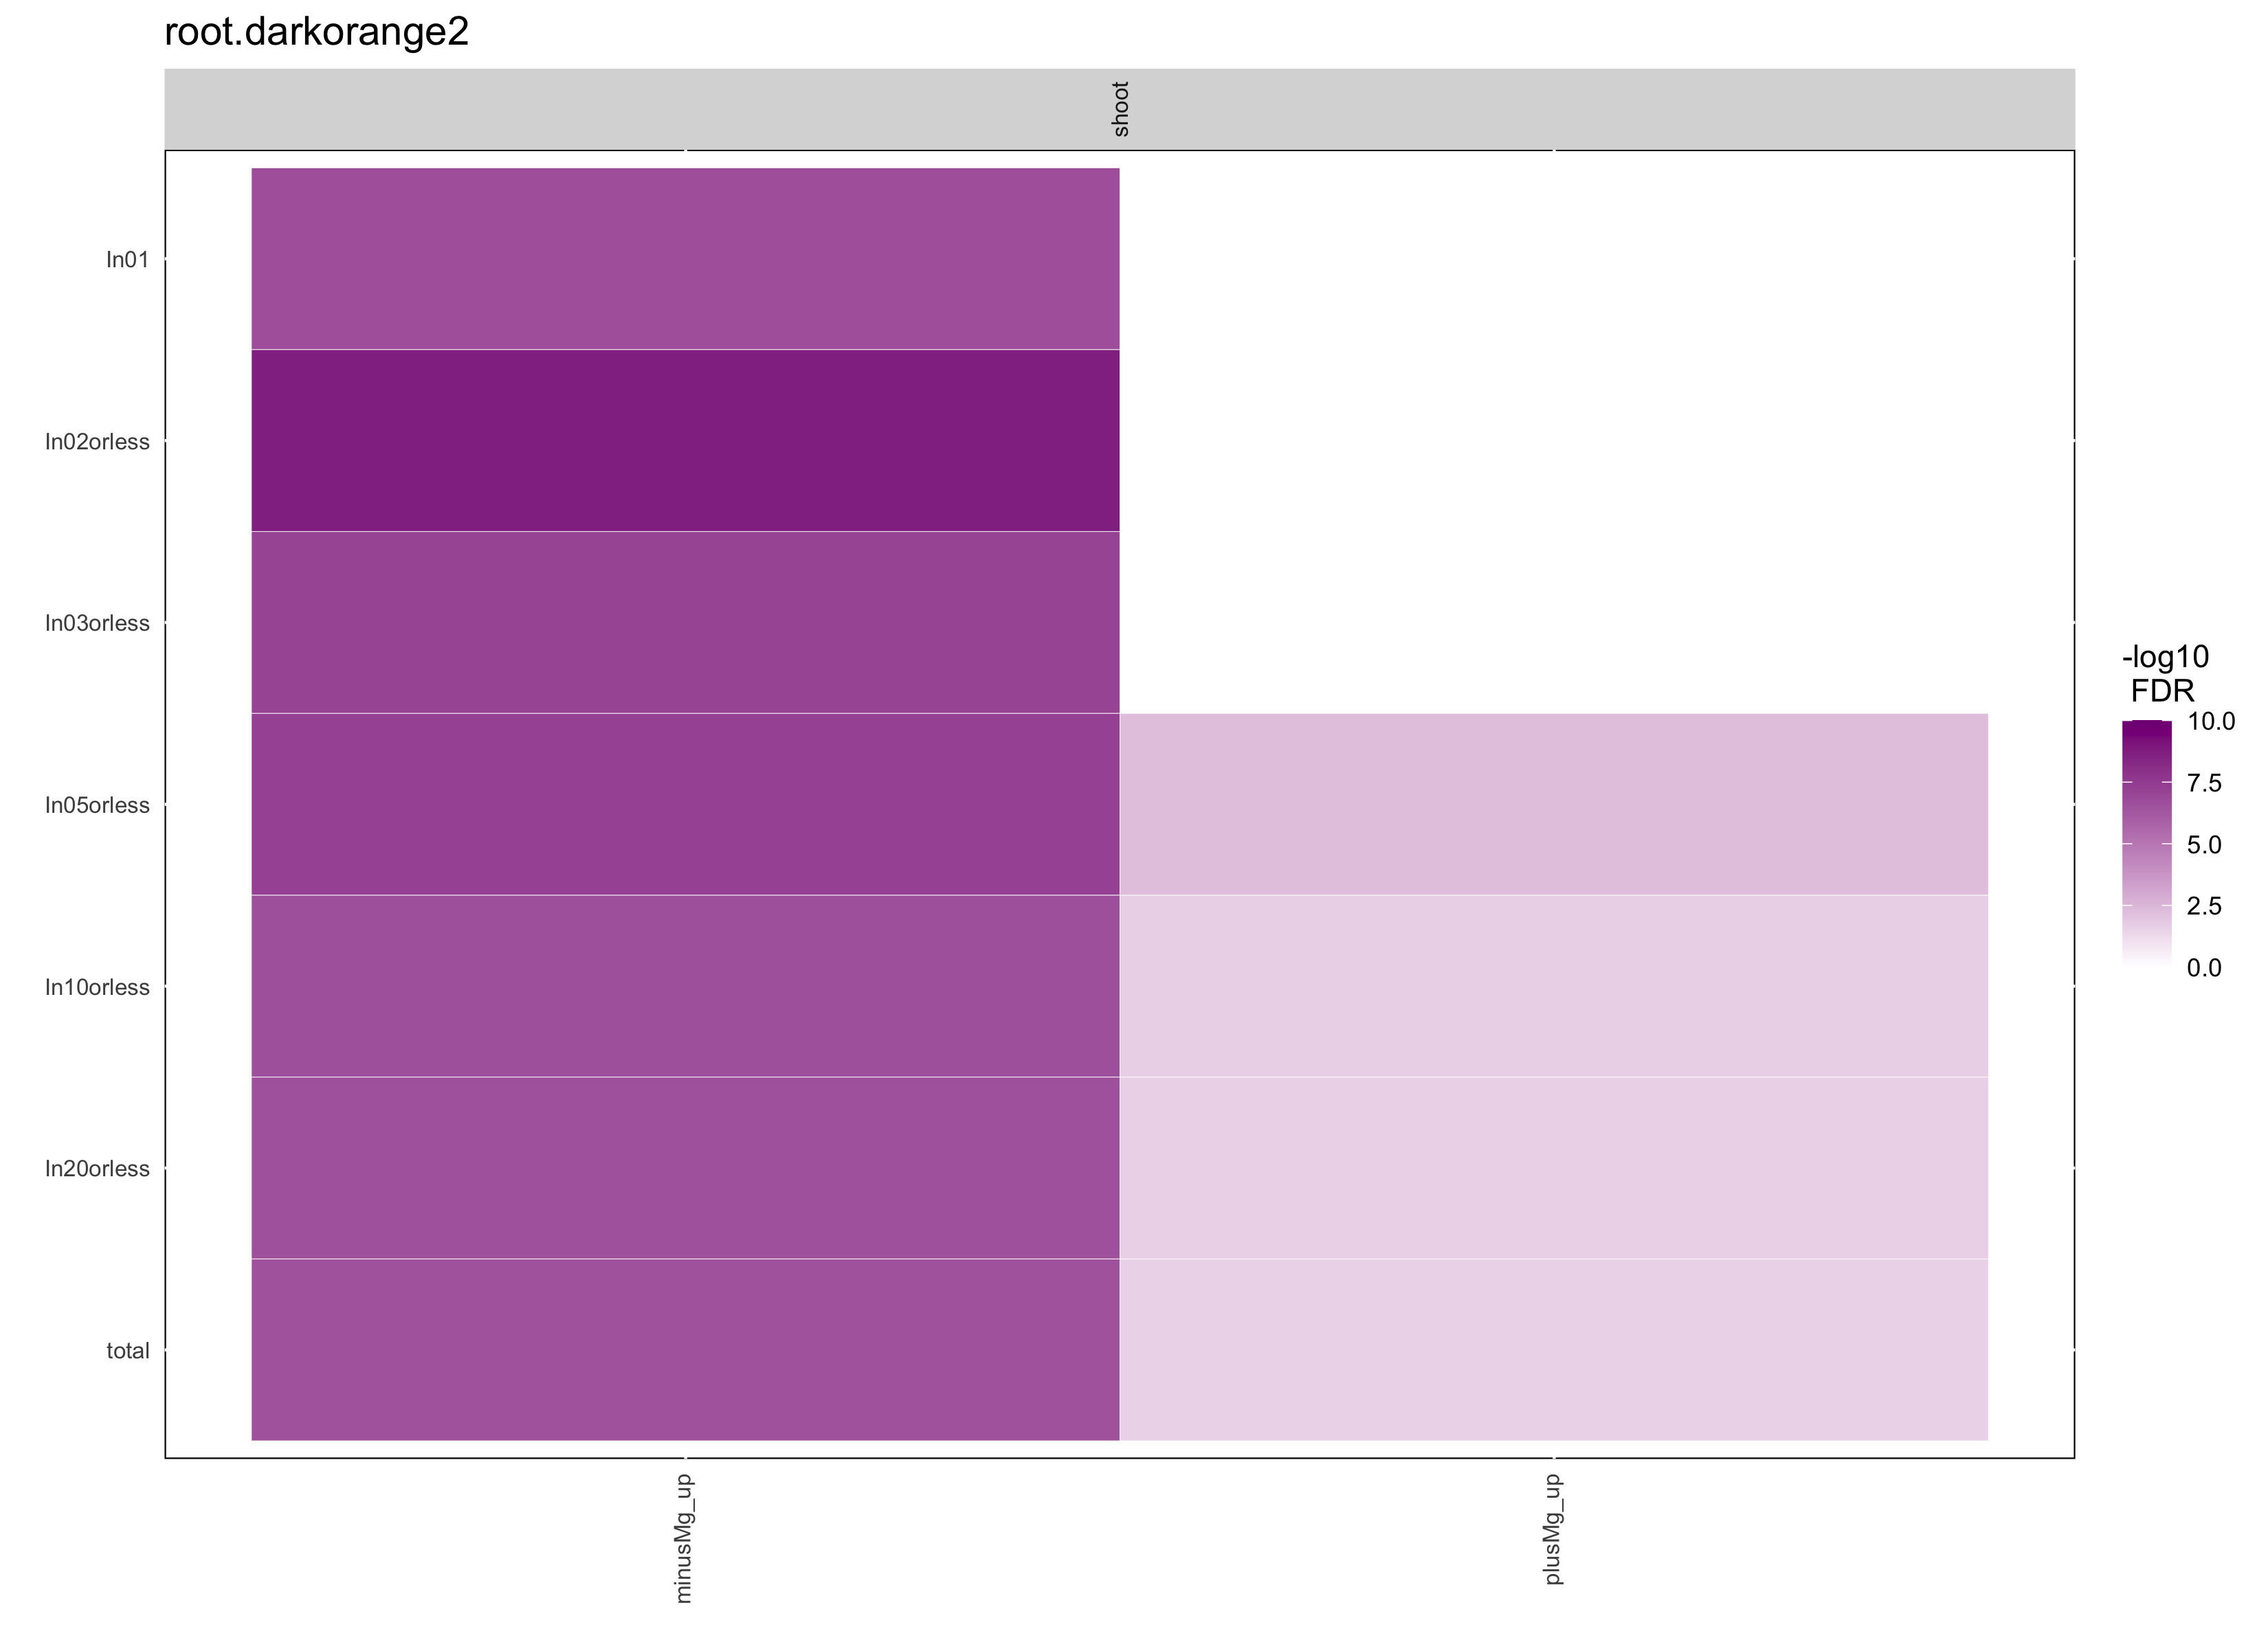 root.darkorange2
shoot
In01
In02orless
In03orless
In05orless
In10orless
In20orless
total
minusMg_up
plusMg_up
-log10
FDR
10.0
7.5
5.0
2.5
0.0